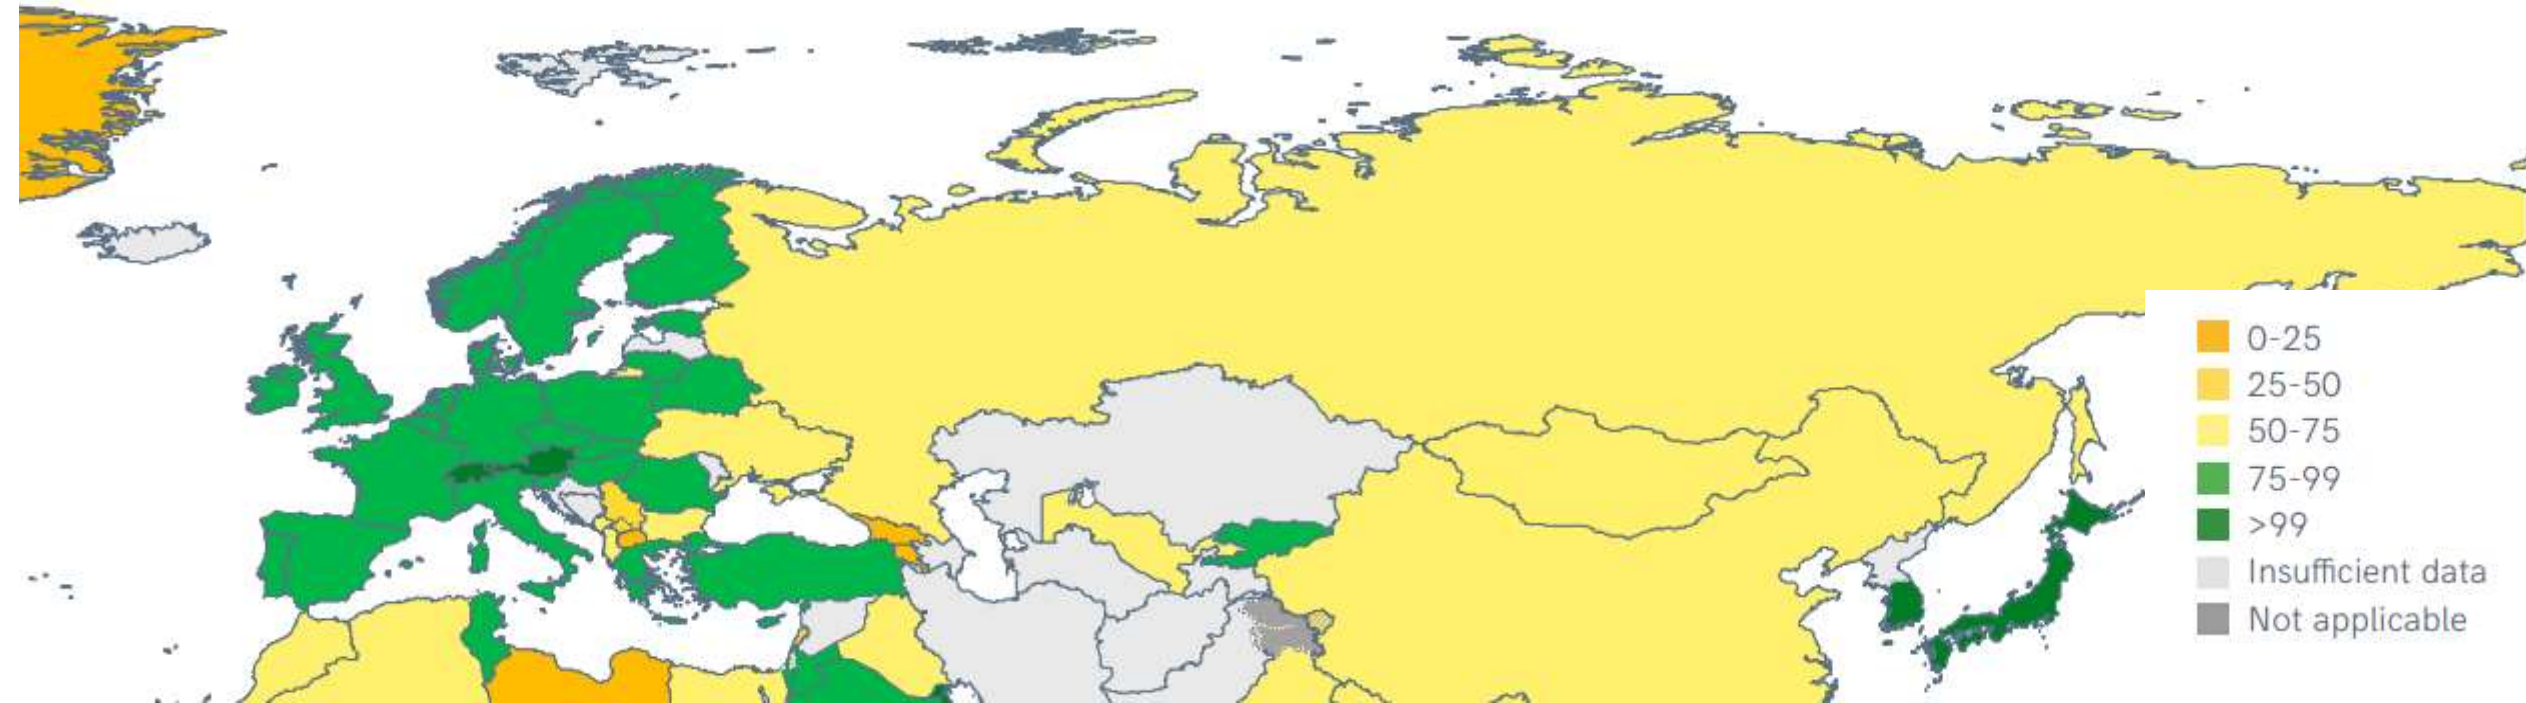 0-25
25-50
50-75
75-99
>99
Insufficient data
Not applicable